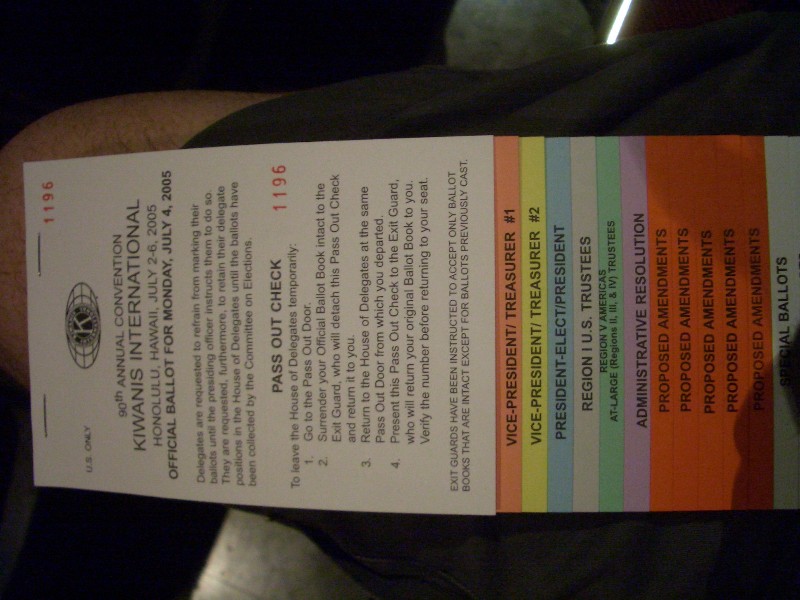 1196
U.S. ONLY
90th ANNUAL CONVENTION
KIWANIS INTERNATIONAL
HONOLULU, HAWAII, JULY 2-6, 2005
OFFICIAL BALLOT FOR MONDAY, JULY 4, 2005
Delegates are requested to refrain from marking their
ballots until the presiding officer instructs them to do so.
They are requested, furthermore, to retain their delegate
positions in the House of Delegates until the ballots have
been collected by the Committee on Elections.
PASS OUT CHECK 1196
To leave the House of Delegates temporarily:
1. Go to the Pass Out Door.
2. Surrender your Official Ballot Book intact to the
Exit Guard, who will detach this Pass Out Check
and return it to you.
3. Return to the House of Delegates at the same
Pass Out Door from which you departed.
4. Present this Pass Out Check to the Exit Guard,
who will return your original Ballot Book to you.
Verify the number before returning to your seat.
EXIT GUARDS HAVE BEEN INSTRUCTED TO ACCEPT ONLY BALLOT
BOOKS THAT ARE INTACT EXCEPT FOR BALLOTS PREVIOUSLY CAST.
VICE-PRESIDENT/ TREASURER #1
VICE-PRESIDENT/ TREASURER #2
PRESIDENT-ELECT/PRESIDENT
REGION I U.S. TRUSTEES
REGION V AMERICAS
AT-LARGE (Regions II, III, & IV) TRUSTEES
ADMINISTRATIVE RESOLUTION
PROPOSED AMENDMENTS
PROPOSED AMENDMENTS
PROPOSED AMENDMENTS
PROPOSED AMENDMENTS
PROPOSED AMENDMENTS
SPECIAL BALLOTS